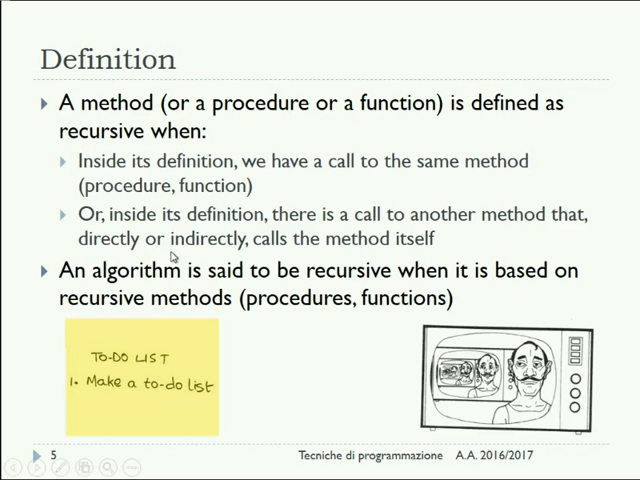 Definition
A method (or a procedure or a function) is defined as
recursive when:
Inside its definition, we have a call to the same method
(procedure, function)
Or, inside its definition, there is a call to another method that,
directly or indirectly, calls the method itself
An algorithm is said to be recursive when it is based on
recursive methods (procedures, functions)
TO-DO LIST
1. Make a to-do list
5
Tecniche di programmazione A.A. 2016/2017